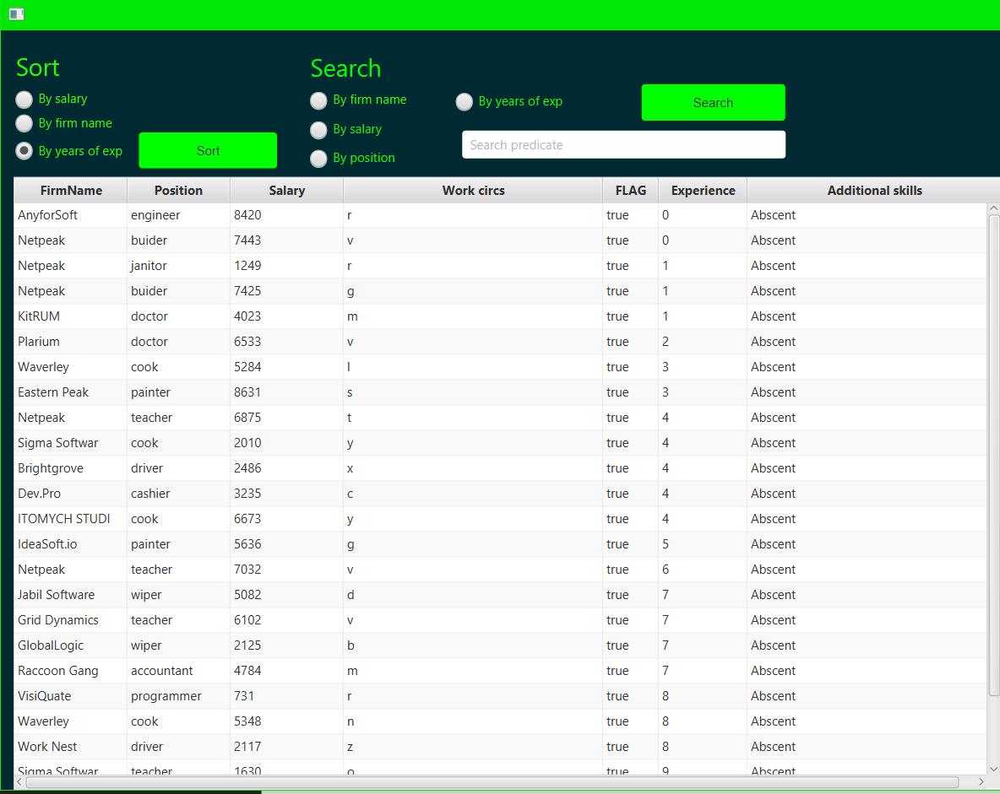 Sort
Search
By salary
By firm name
By years of exp
Sort
By firm name
By salary
By position
By years of exp
Search
Search predicate
FirmName Position Salary Work circs FLAG Experience Additional skills
AnyforSoft engineer 8420 r true 0 Abscent
Netpeak buider 7443 v true 0 Abscent
Netpeak janitor 1249 r true 1 Abscent
Netpeak buider 7425 g true 1 Abscent
KitRUM doctor 4023 m true 1 Abscent
Plarium doctor 6533 v true 2 Abscent
Waverley cook 5284 l true 3 Abscent
Eastern Peak painter 8631 s true 3 Abscent
Netpeak teacher 6875 t true 4 Abscent
Sigma Softwar cook 2010 y true 4 Abscent
Brightgrove driver 2486 x true 4 Abscent
Dev.Pro cashier 3235 c true 4 Abscent
ITOMYCH STUDI cook 6673 y true 4 Abscent
IdeaSoft.io painter 5636 g true 5 Abscent
Netpeak teacher 7032 v true 6 Abscent
Jabil Software wiper 5082 d true 7 Abscent
Grid Dynamics teacher 6102 v true 7 Abscent
GlobalLogic wiper 2125 b true 7 Abscent
Raccoon Gang accountant 4784 m true 7 Abscent
VisiQuate programmer 731 r true 8 Abscent
Waverley cook 5348 n true 8 Abscent
Work Nest driver 2117 z true 8 Abscent
Sigma Softwar teacher 1630 o true 9 Abscent